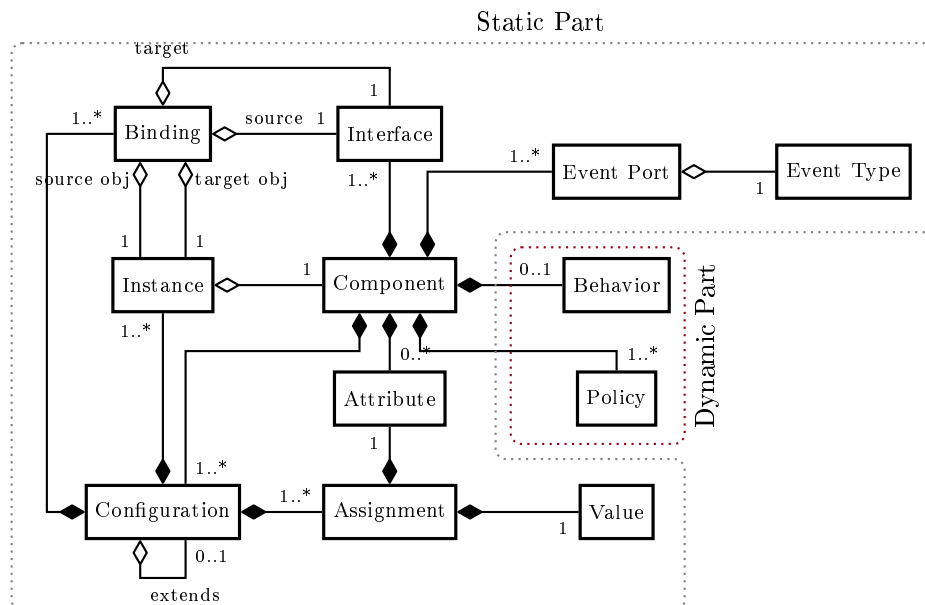 Static Part
target
1
1..*
source 1
Binding
Interface
1..*
Event Port
Event Type
source obj
target obj
1..*
1
1
1
1
0..1
Instance
Component
Behavior
1..*
0..*
1..*
Dynamic Part
Attribute
Policy
1
1..*
1..*
Configuration
Assignment
Value
0..1
1
extends